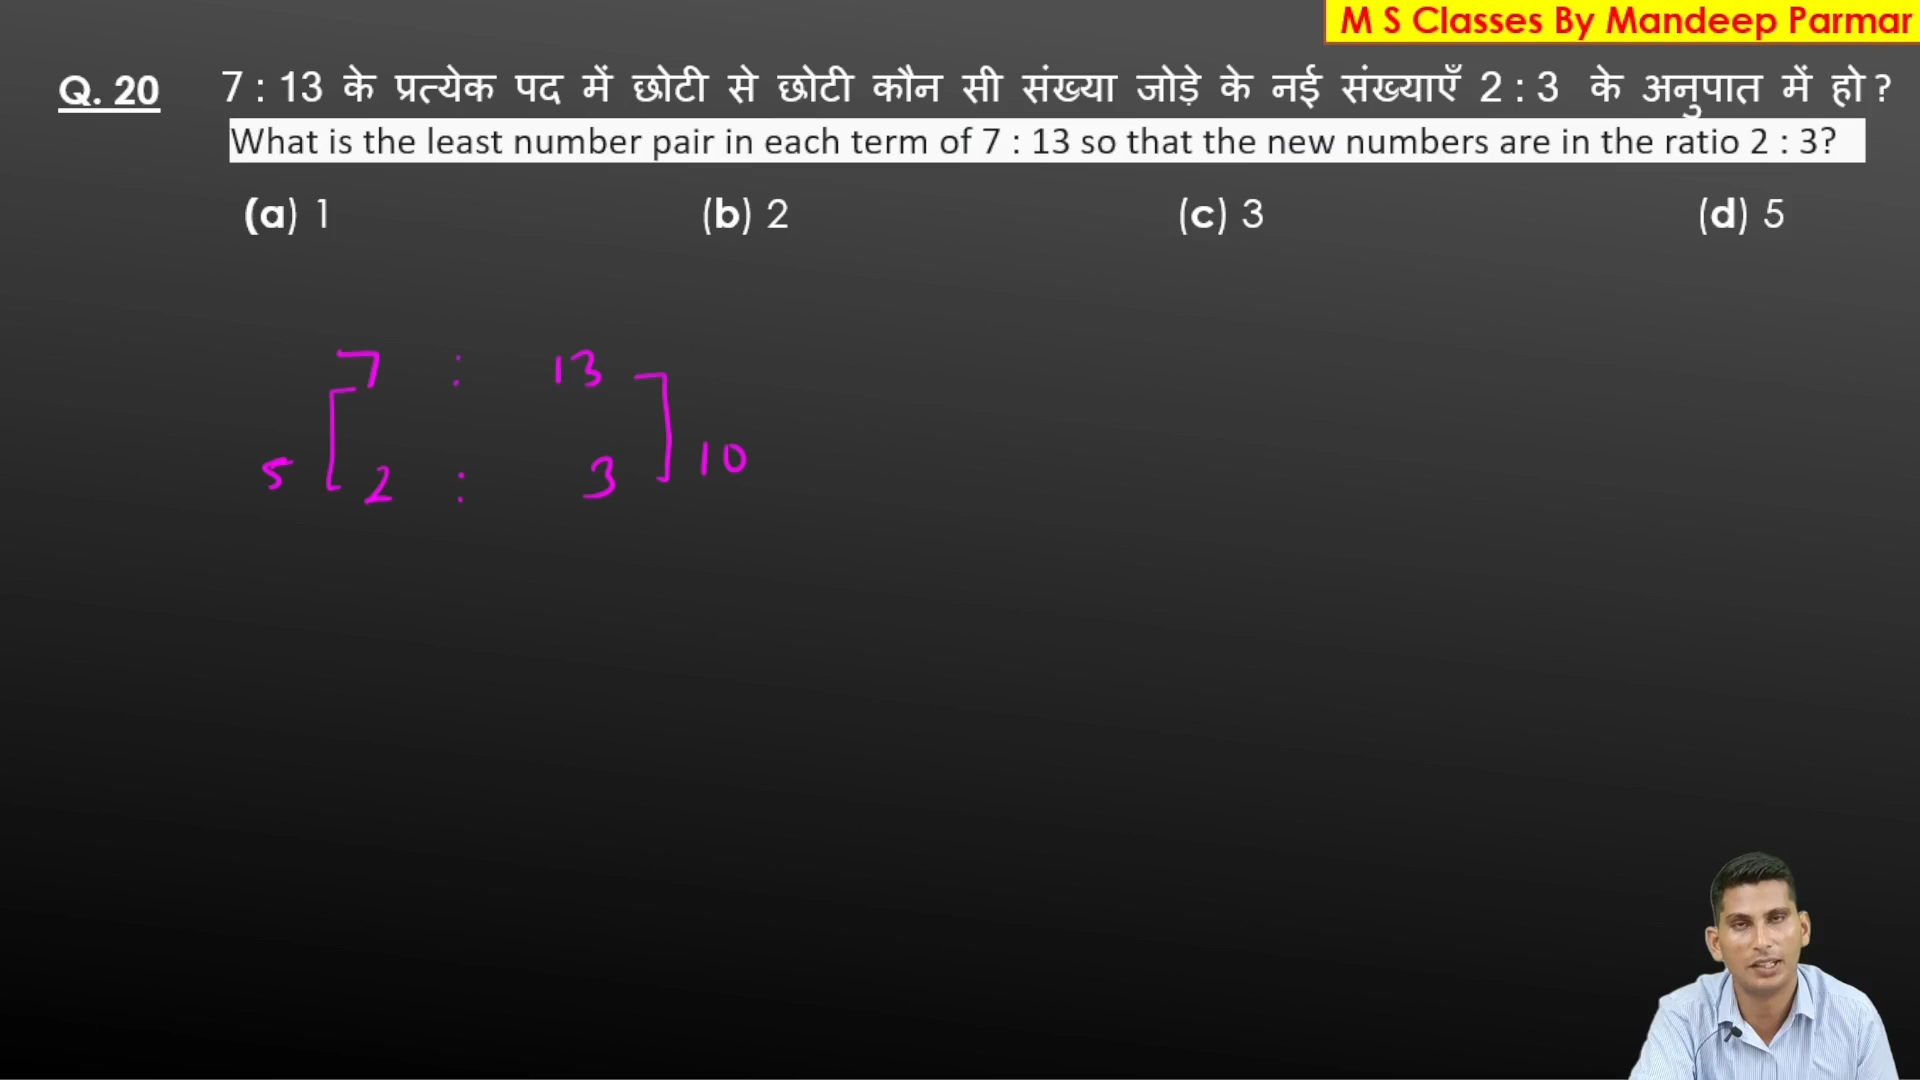 M S Classes By Mandeep Parmar
Q. 20 7 : 13 के प्रत्येक पद में छोटी से छोटी कौन सी संख्या जोड़े के नई संख्याएँ 2 : 3 के अनुपात में हो ?
What is the least number pair in each term of 7 : 13 so that the new numbers are in the ratio 2 : 3?
(a) 1 (b) 2 (c) 3 (d) 5
7 : 13
5 2 : 3 10